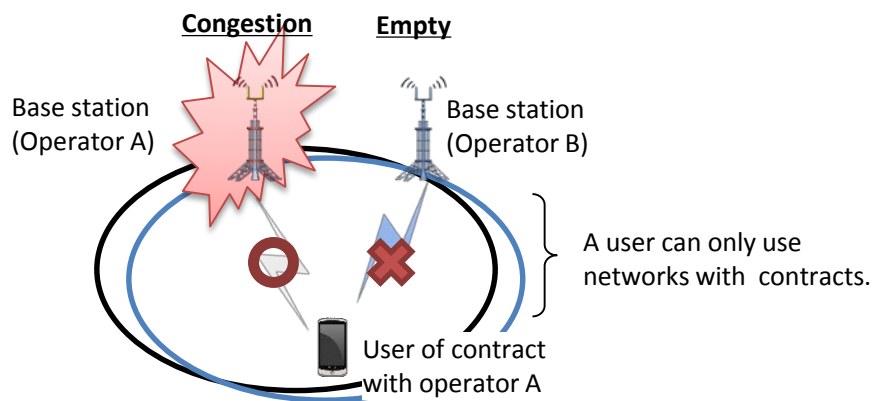 Congestion
Empty
Base station
(Operator A)
Base station
(Operator B)
A user can only use
networks with contracts.
User of contract
with operator A